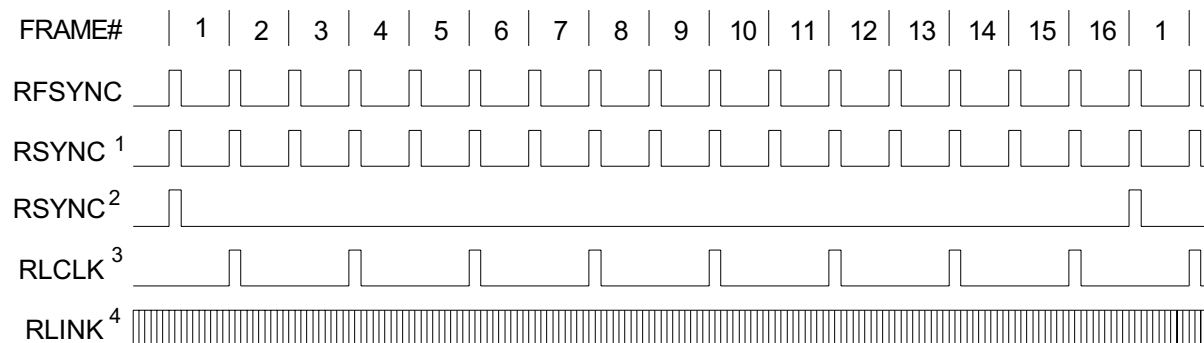 FRAME# 1 2 3 4 5 6 7 8 9 10 11 12 13 14 15 16 1
RFSYNC
RSYNC 1
RSYNC 2
RLCLK 3
RLINK 4